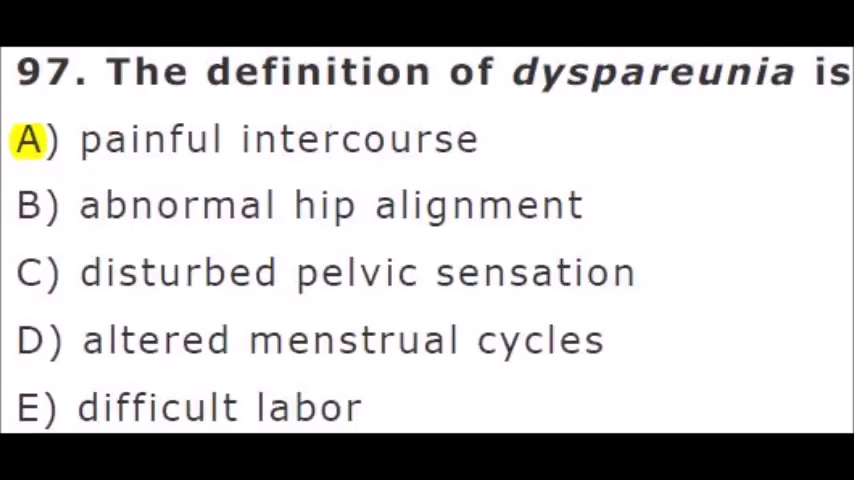 97. The definition of dyspareunia is
A) painful intercourse
B) abnormal hip alignment
C) disturbed pelvic sensation
D) altered menstrual cycles
E) difficult labor